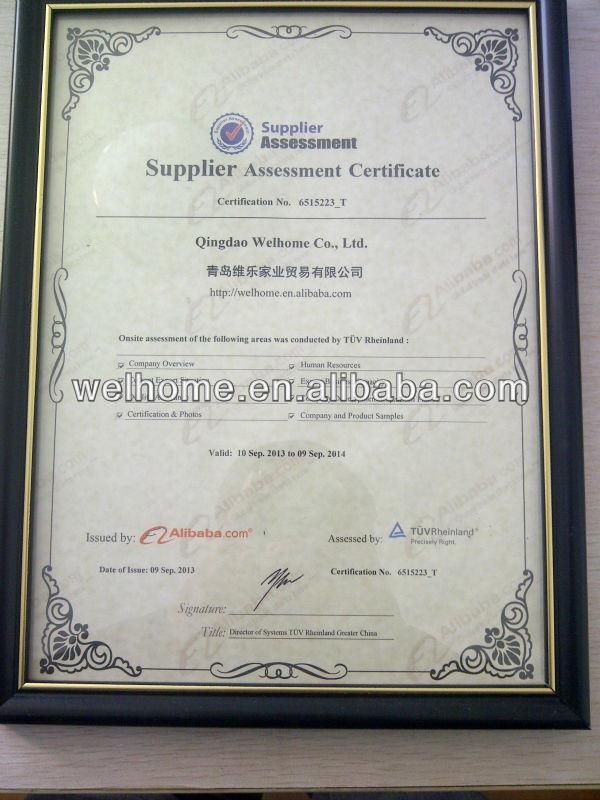 Supplier
Assessment
Supplier Assessment Certificate
Certification No. 6515223_T
Qingdao Welhome Co., Ltd.
青岛维乐家业贸易有限公司
http://welhome.en.alibaba.com
Onsite assessment of the following areas was conducted by TÜV Rheinland :
Company Overview
Human Resources
welhome.en.alibaba.com
Certification & Photos
Company and Product Samples
Valid: 10 Sep. 2013 to 09 Sep. 2014
Issued by: Alibaba.com®
Assessed by: TÜVRheinland®
Precisely Right.
Date of Issue: 09 Sep. 2013
Certification No. 6515223_T
Signature:
Title: Director of Systems TÜV Rheinland Greater China